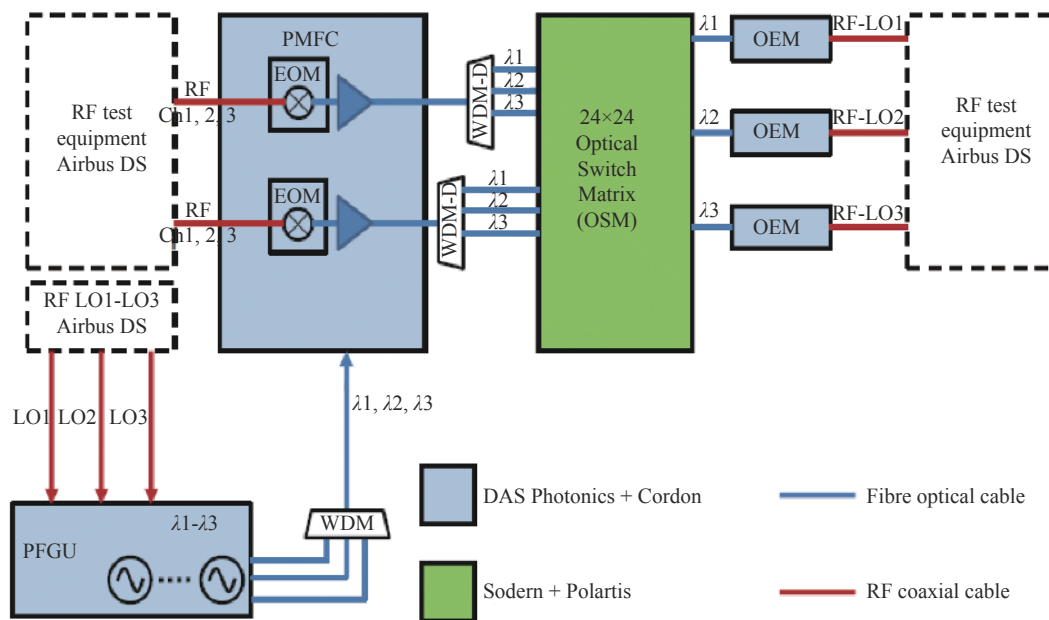 RF test
equipment
Airbus DS
RF
Ch1, 2, 3
RF
Ch1, 2, 3
PMFC
EOM
EOM
WDM-D
λ1
λ2
λ3
WDM-D
λ1
λ2
λ3
24×24
Optical
Switch
Matrix
(OSM)
λ1
OEM
RF-LO1
λ2
OEM
RF-LO2
λ3
OEM
RF-LO3
RF test
equipment
Airbus DS
RF LO1-LO3
Airbus DS
LO1
LO2
LO3
λ1, λ2, λ3
WDM
λ1-λ3
PFGU
DAS Photonics + Cordon
Fibre optical cable
Sodern + Polartis
RF coaxial cable